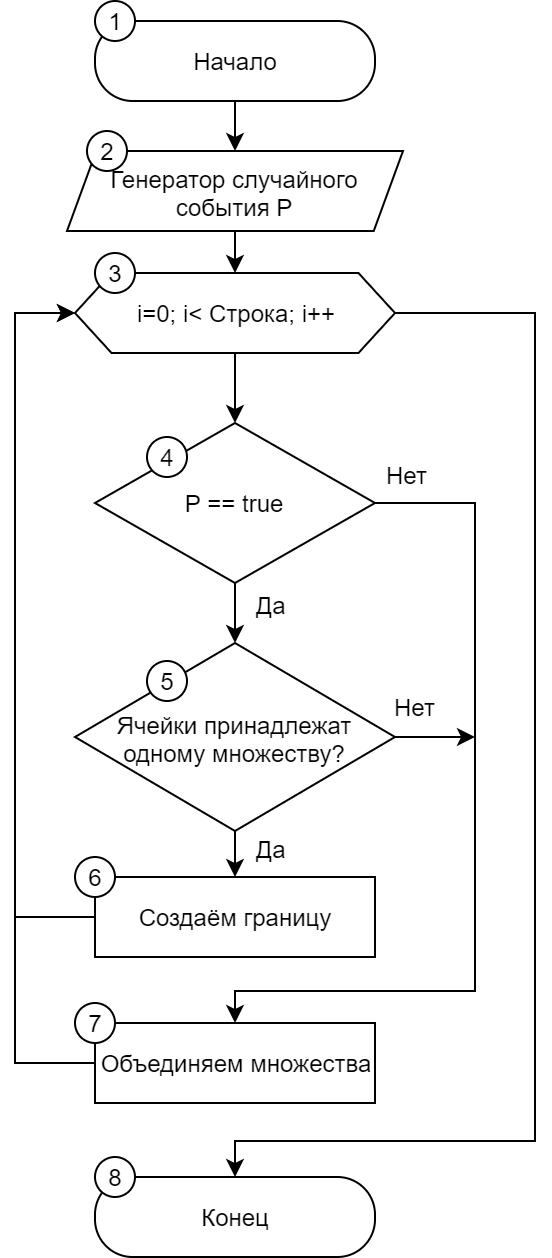 1
Начало
2
Генератор случайного
события P
3
i=0; i< Строка; i++
4
P == true
Нет
Да
5
Ячейки принадлежат
одному множеству?
Нет
Да
6
Создаём границу
7
Объединяем множества
8
Конец